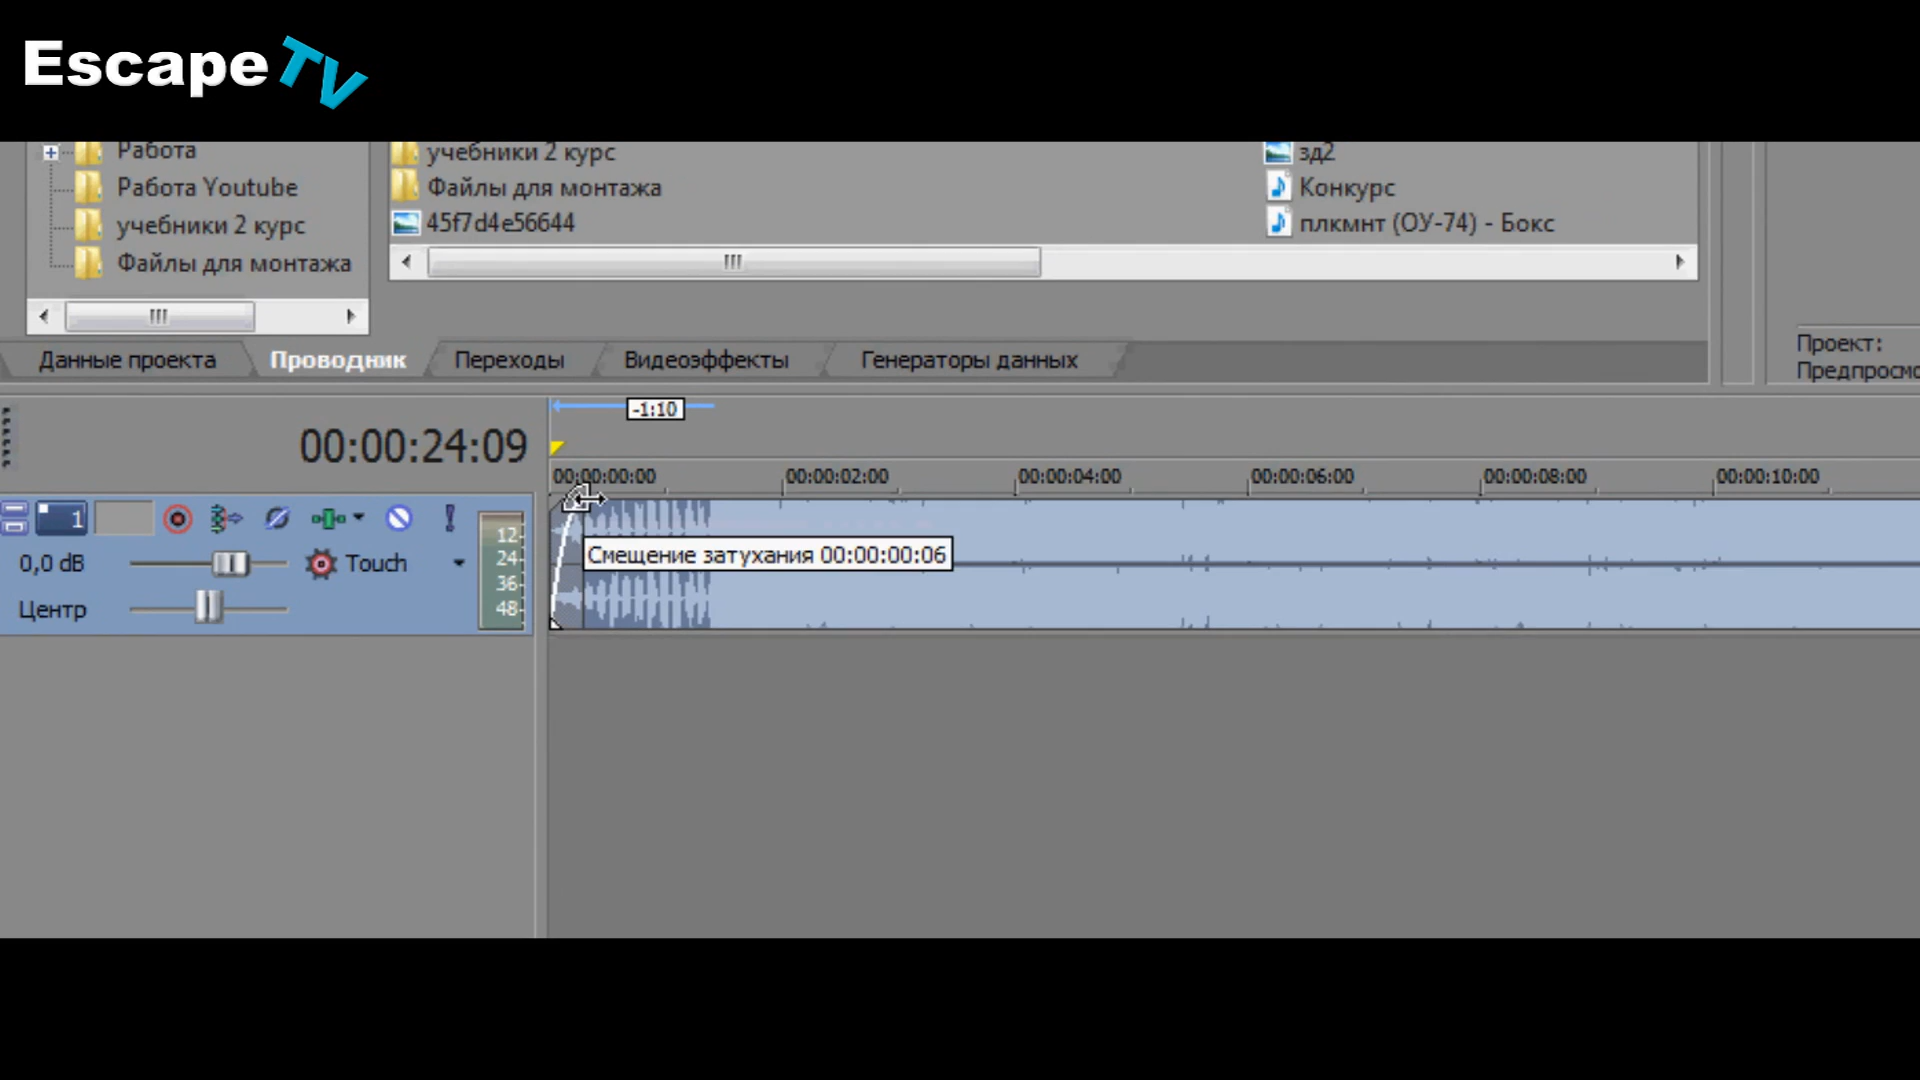 Escape TV
Работа
Работа Youtube
учебники 2 курс
Файлы для монтажа
учебники 2 курс
Файлы для монтажа
45f7d4e56644
зд2
Конкурс
плкмнт (ОУ-74) - Бокс
Данные проекта
Проводник
Переходы
Видеоэффекты
Генераторы данных
Проект:
Предпросмо
-1:10
00:00:24:09
00:00:00:00
00:00:02:00
00:00:04:00
00:00:06:00
00:00:08:00
00:00:10:00
1
12
24
36
48
0,0 dB
Touch
Центр
Смещение затухания 00:00:00:06